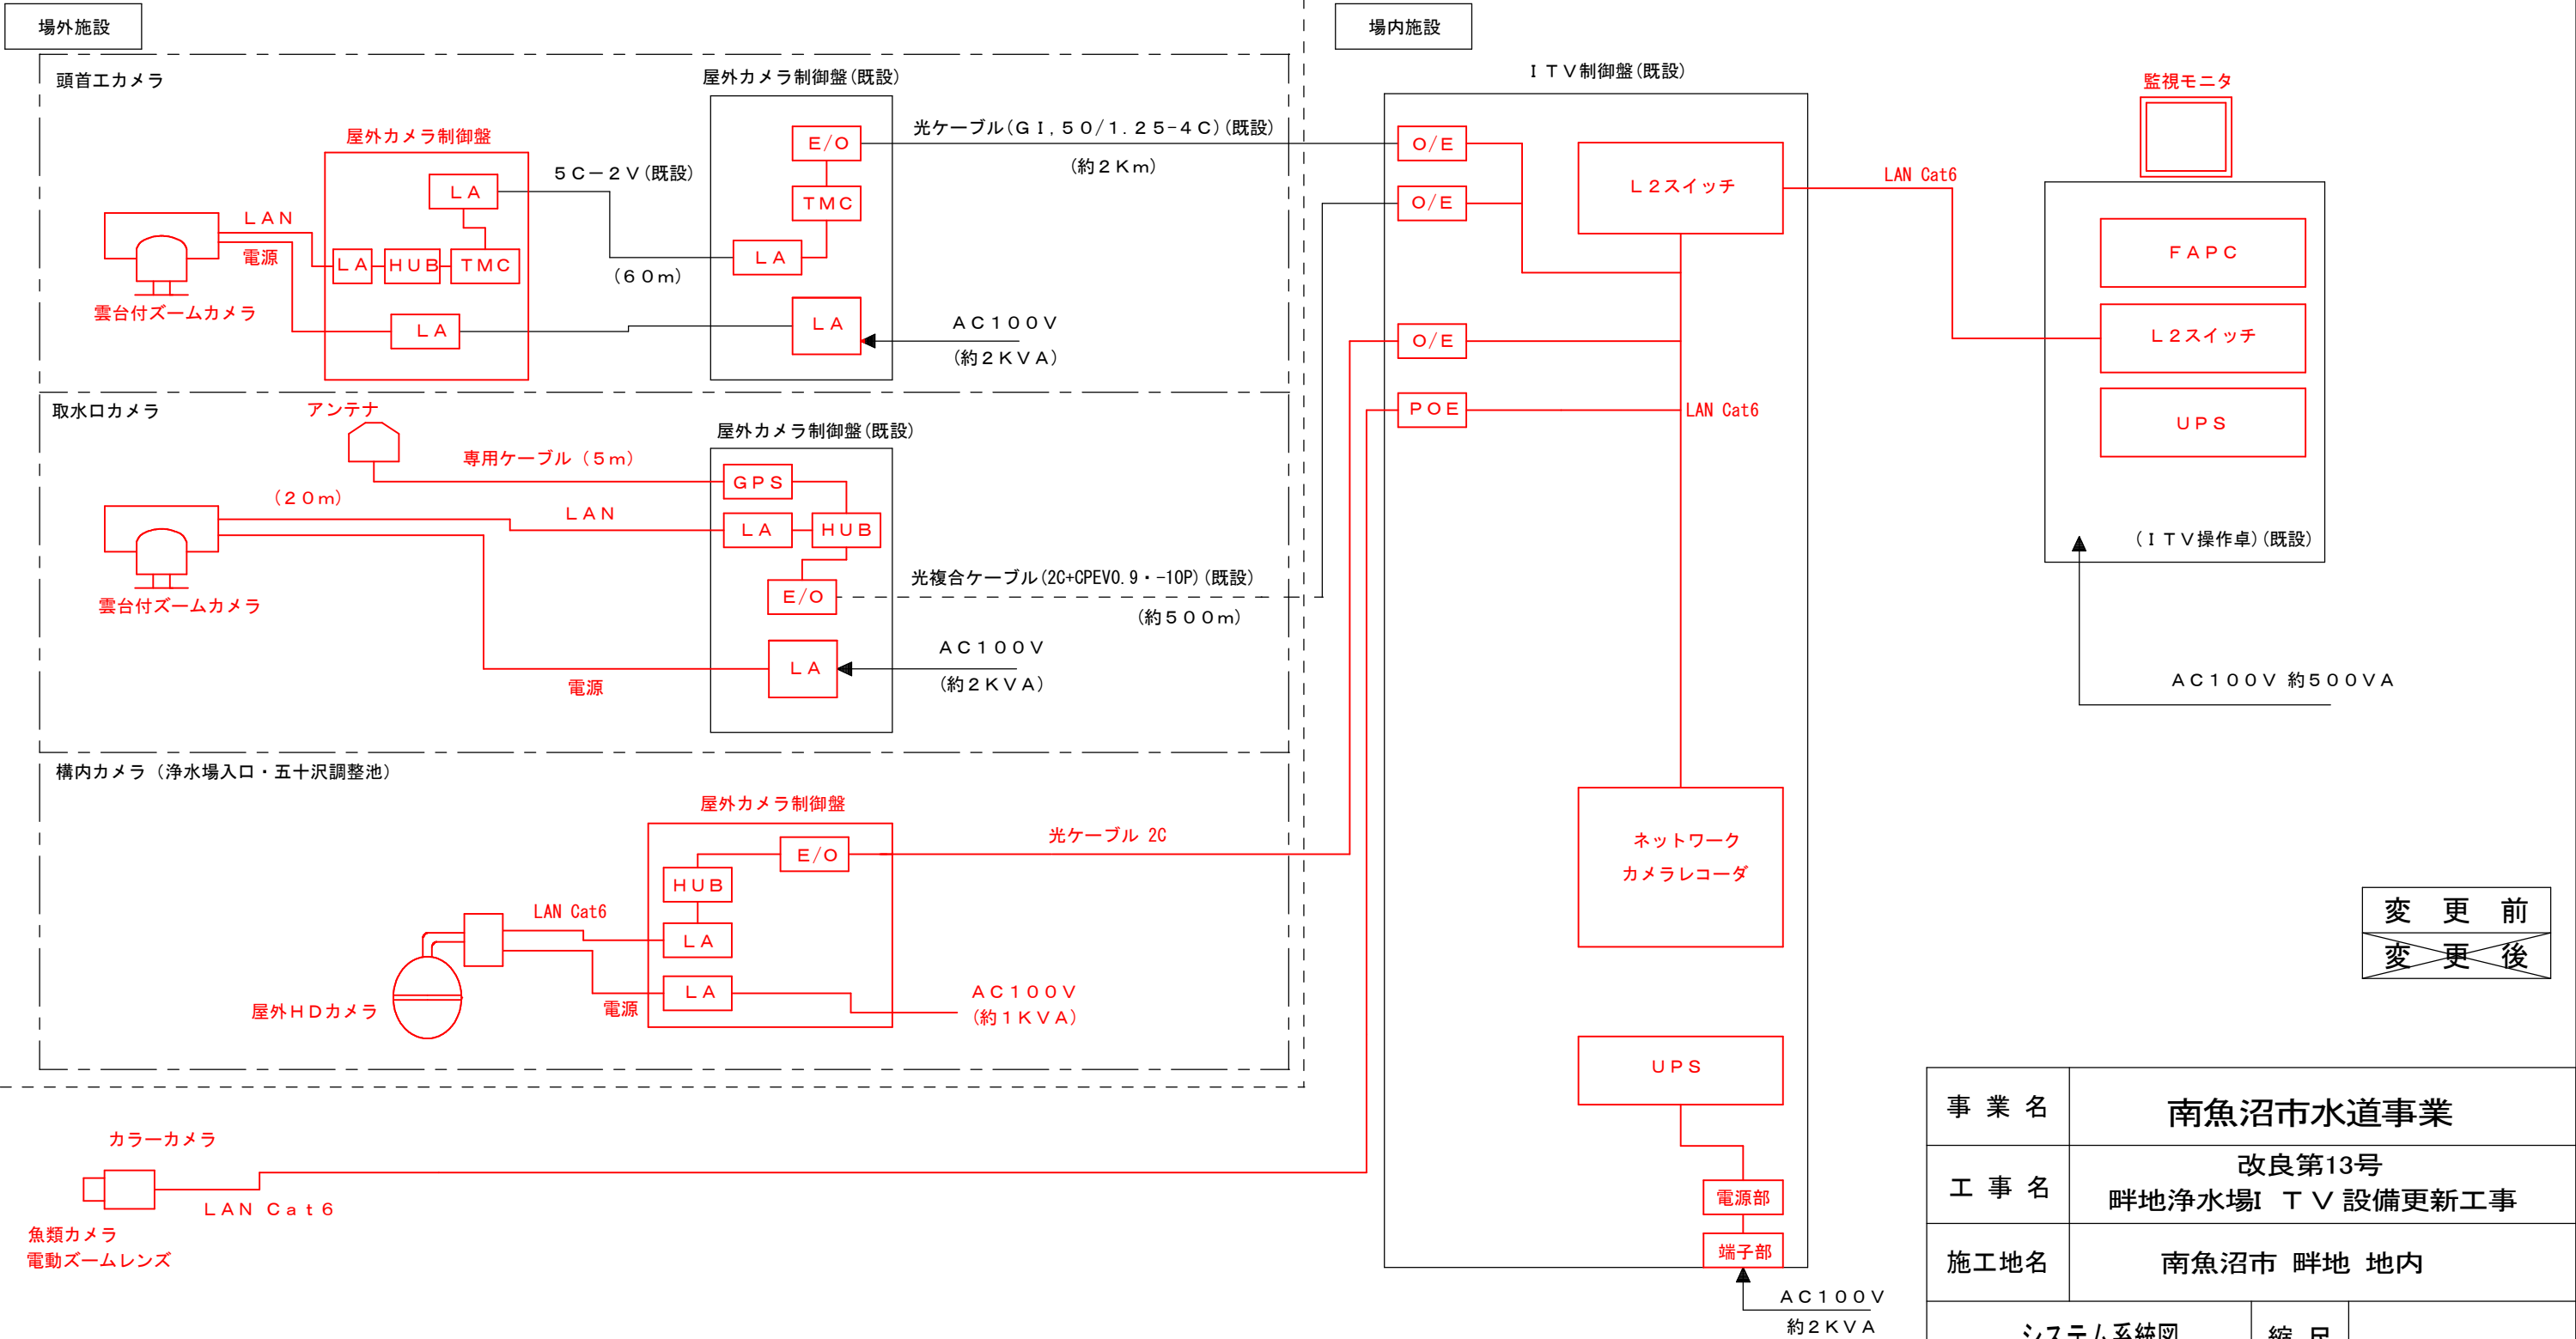 場外施設
頭首工カメラ
屋外カメラ制御盤
LA
LAN
電源
LA
HUB
TMC
LA
雲台付ズームカメラ
5C-2V(既設)
(60m)
屋外カメラ制御盤(既設)
E/O
TMC
LA
LA
光ケーブル(GI,50/1.25-4C)(既設)
(約2Km)
AC100V
(約2KVA)
取水口カメラ
アンテナ
専用ケーブル(5m)
(20m)
LAN
雲台付ズームカメラ
電源
屋外カメラ制御盤(既設)
GPS
LA
HUB
E/O
LA
光複合ケーブル(2C+CPEV0.9・-10P)(既設)
(約500m)
AC100V
(約2KVA)
構内カメラ(浄水場入口・五十沢調整池)
屋外カメラ制御盤
E/O
HUB
LA
LA
LAN Cat6
電源
屋外HDカメラ
光ケーブル 2C
AC100V
(約1KVA)
カラーカメラ
LAN Cat6
魚類カメラ
電動ズームレンズ
場内施設
ITV制御盤(既設)
O/E
O/E
O/E
POE
L2スイッチ
LAN Cat6
ネットワーク
カメラレコーダ
UPS
電源部
端子部
AC100V
約2KVA
LAN Cat6
監視モニタ
FAPC
L2スイッチ
UPS
(ITV操作卓)(既設)
AC100V 約500VA
変更前
変更後
事業名
南魚沼市水道事業
工事名
改良第13号
畔地浄水場ITV設備更新工事
施工地名
南魚沼市 畔地 地内
システム系統図
縮尺